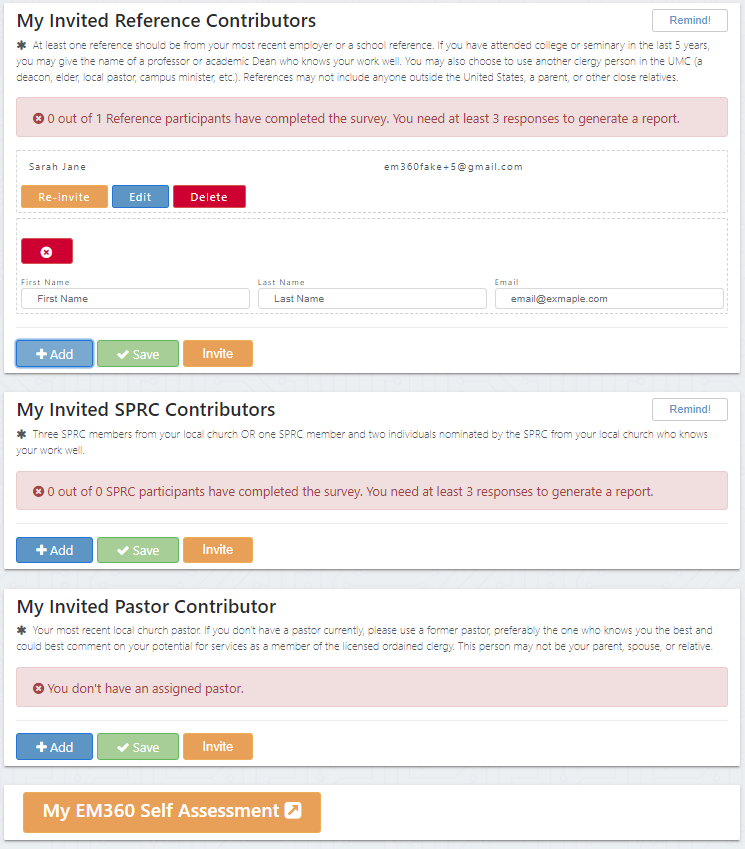 My Invited Reference Contributors
Remind!
✱ At least one reference should be from your most recent employer or a school reference. If you have attended college or seminary in the last 5 years,
you may give the name of a professor or academic Dean who knows your work well. You may also choose to use another clergy person in the UMC (a
deacon, elder, local pastor, campus minister, etc.). References may not include anyone outside the United States, a parent, or other close relatives.
0 out of 1 Reference participants have completed the survey. You need at least 3 responses to generate a report.
Sarah Jane em360fake+5@gmail.com
Re-invite Edit Delete
First Name Last Name Email
First Name Last Name email@exmaple.com
Add Save Invite
My Invited SPRC Contributors
Remind!
✱ Three SPRC members from your local church OR one SPRC member and two individuals nominated by the SPRC from your local church who knows
your work well.
0 out of 0 SPRC participants have completed the survey. You need at least 3 responses to generate a report.
Add Save Invite
My Invited Pastor Contributor
✱ Your most recent local church pastor. If you don't have a pastor currently, please use a former pastor, preferably the one who knows you the best and
could best comment on your potential for services as a member of the licensed ordained clergy. This person may not be your parent, spouse, or relative.
You don't have an assigned pastor.
Add Save Invite
My EM360 Self Assessment